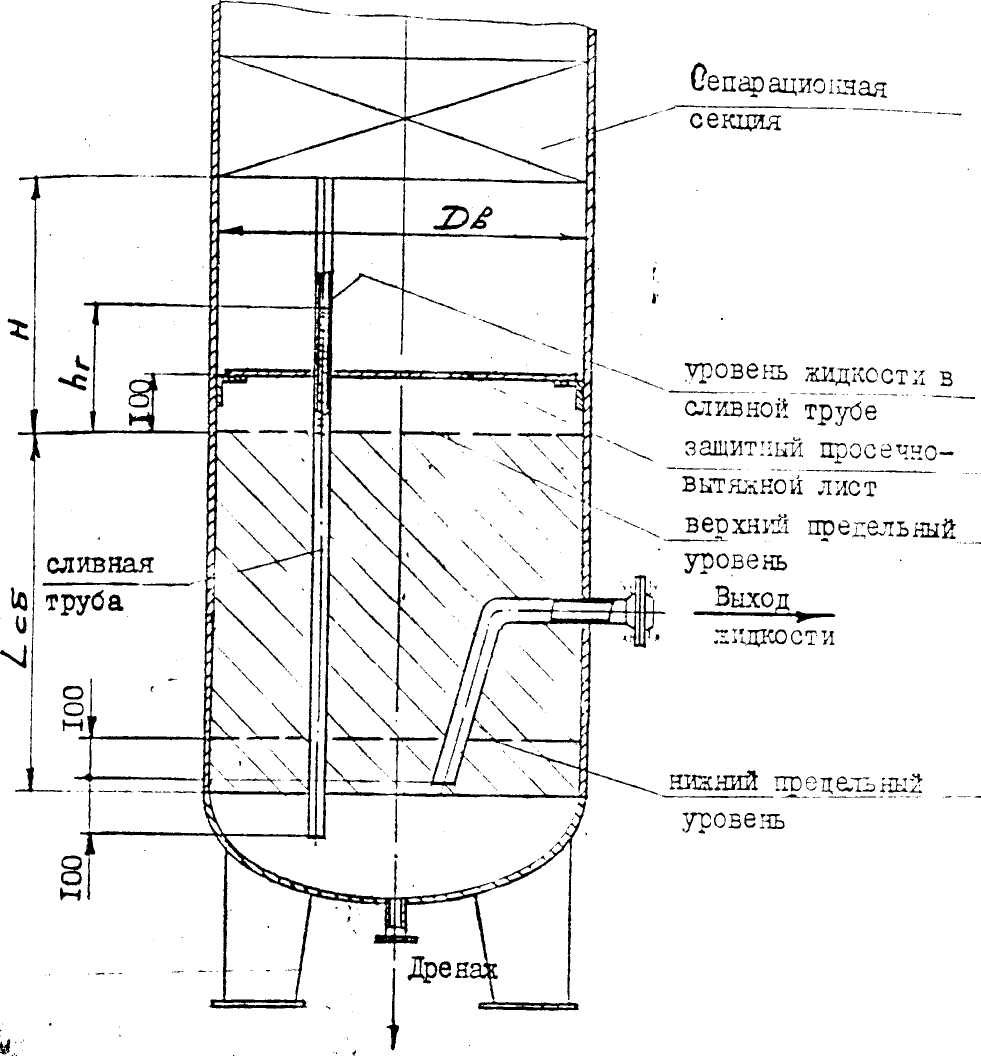 Сепарационная
секция
Dв
H
hг
100
уровень жидкости в
сливной трубе
защитный просечно-
вытяжной лист
верхний предельный
уровень
сливная
труба
Lсб
Выход
жидкости
100
нижний предельный
уровень
100
Дренаж